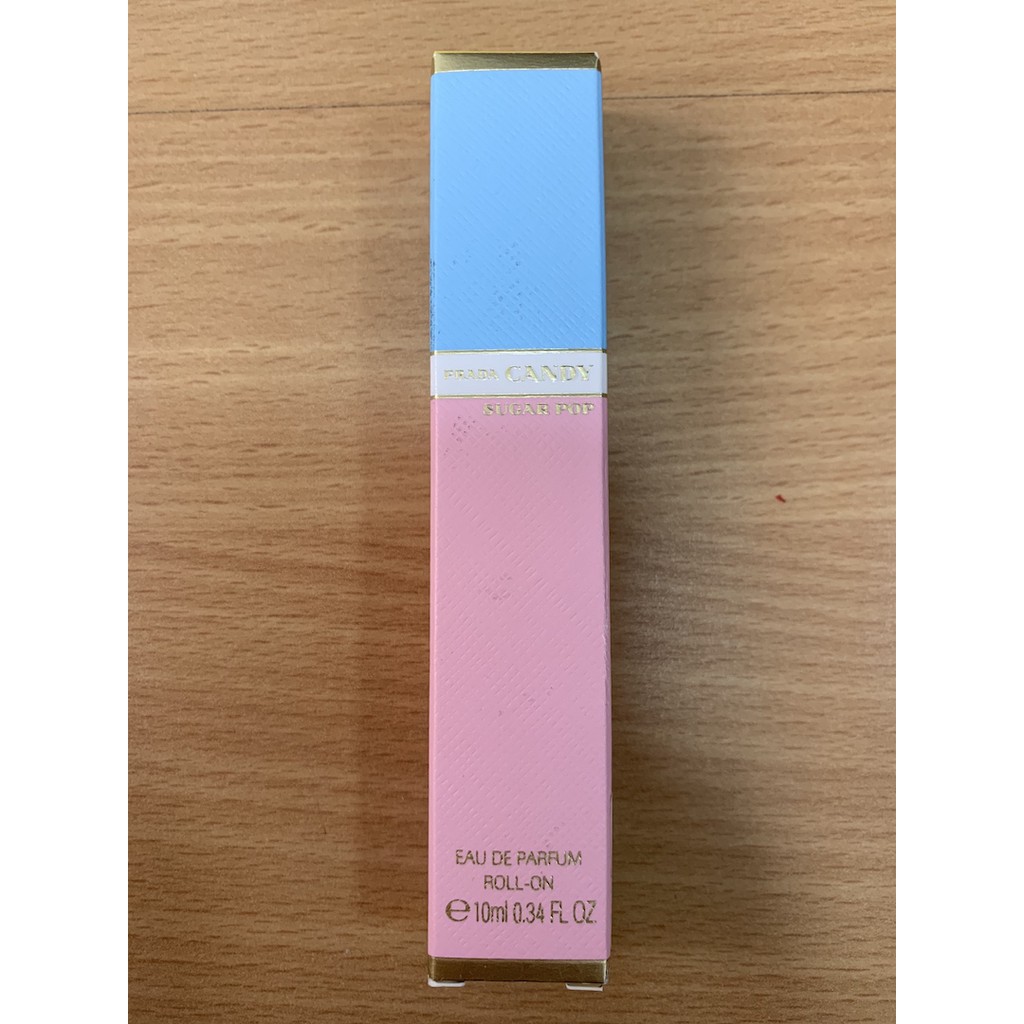 PRADA CANDY
SUGAR POP
EAU DE PARFUM
ROLL-ON
℮10ml 0.34 FL OZ.